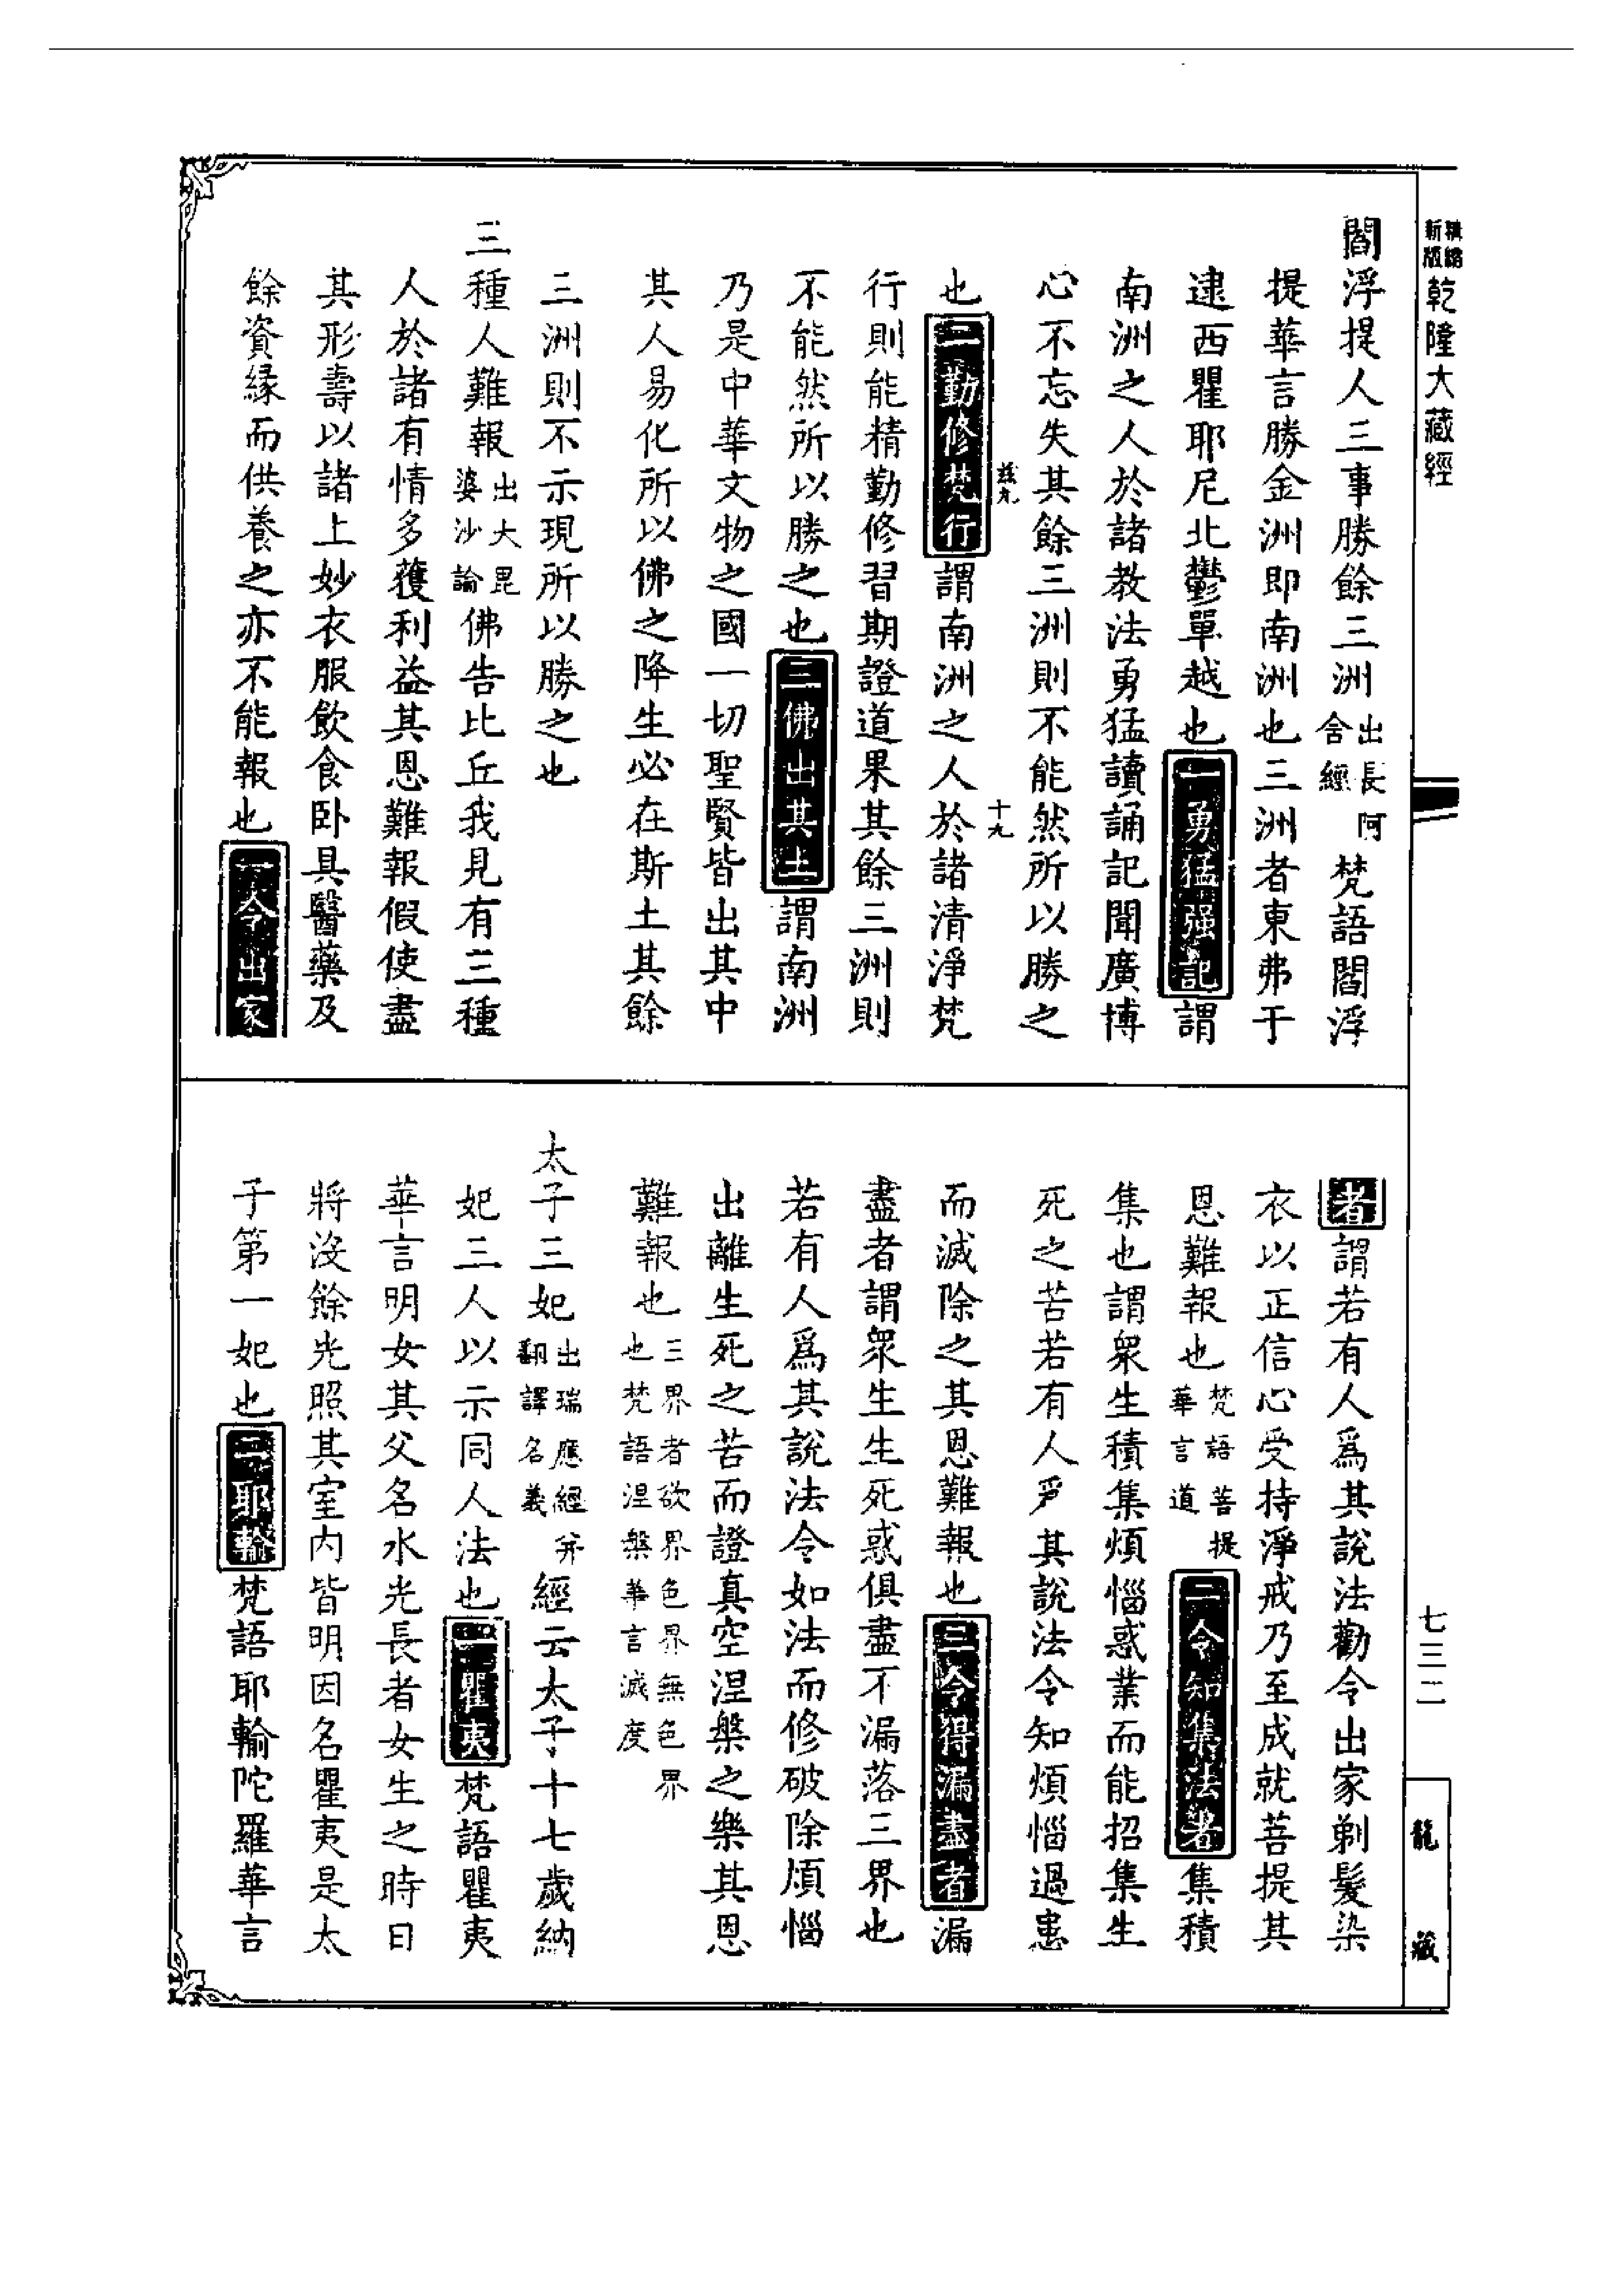 精縮新版乾隆大藏經
七三二
龍藏
閻浮提人三事勝餘三洲出長阿舍經梵語閻浮
提華言勝金洲即南洲也三洲者東弗于
逮西瞿耶尼北鬱單越也一勇猛强記謂
南洲之人於諸教法勇猛讀誦記聞廣博
心不忘失其餘三洲則不能然所以勝之
茲九
十九
也二勤修梵行謂南洲之人於諸清淨梵
行則能精勤修習期證道果其餘三洲則
不能然所以勝之也三佛出其土謂南洲
乃是中華文物之國一切聖賢皆出其中
其人易化所以佛之降生必在斯土其餘
三洲則不示現所以勝之也
三種人難報出大毘婆沙論佛告比丘我見有三種
人於諸有情多獲利益其恩難報假使盡
其形壽以諸上妙衣服飲食卧具醫藥及
餘資緣而供養之亦不能報也一令出家
者謂若有人爲其說法勸令出家剃髮染
衣以正信心受持淨戒乃至成就菩提其
恩難報也梵語菩提華言道二令知集法者集積
集也謂衆生積集煩惱惑業而能招集生
死之苦若有人爲其說法令知煩惱過患
而滅除之其恩難報也三令得漏盡者漏
盡者謂衆生生死惑俱盡不漏落三界也
若有人爲其說法令如法而修破除煩惱
出離生死之苦而證真空涅槃之樂其恩
難報也三界者欲界色界無色界也梵語涅槃華言滅度
太子三妃出瑞應經并翻譯名義經云太子十七歲納
妃三人以示同人法也一瞿夷梵語瞿夷
華言明女其父名水光長者女生之時日
將沒餘光照其室内皆明因名瞿夷是太
子第一妃也二耶輸梵語耶輸陀羅華言